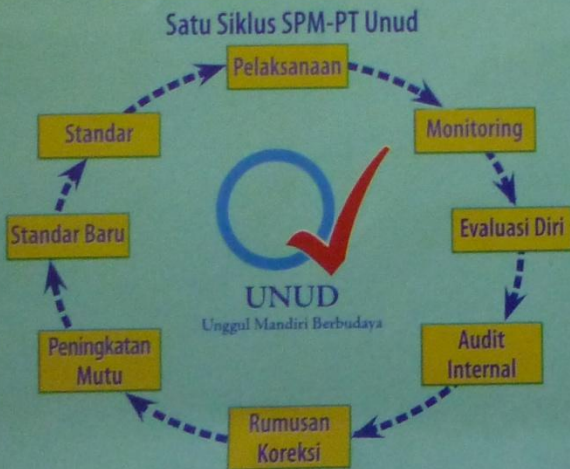 Satu Siklus SPM-PT Unud
Pelaksanaan
Monitoring
Evaluasi Diri
Audit
Internal
Rumusan
Koreksi
Peningkatan
Mutu
Standar Baru
Standar
UNUD
Unggul Mandiri Berbudaya